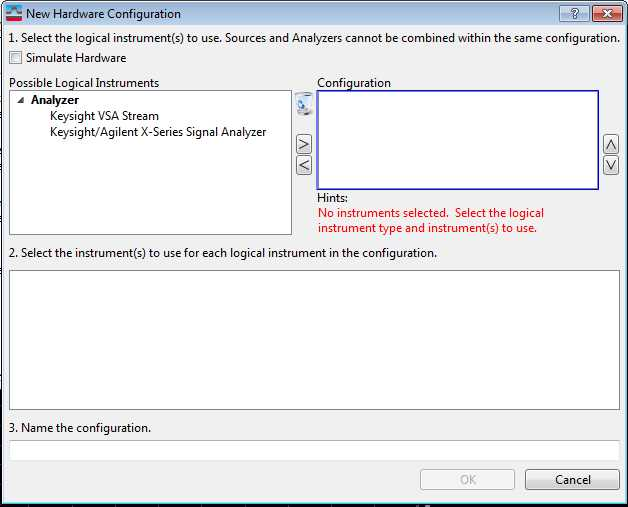 New Hardware Configuration
1. Select the logical instrument(s) to use. Sources and Analyzers cannot be combined within the same configuration.
Simulate Hardware
Possible Logical Instruments
Configuration
Analyzer
Keysight VSA Stream
Keysight/Agilent X-Series Signal Analyzer
>
<
Hints:
No instruments selected.  Select the logical
instrument type and instrument(s) to use.
2. Select the instrument(s) to use for each logical instrument in the configuration.
3. Name the configuration.
OK
Cancel